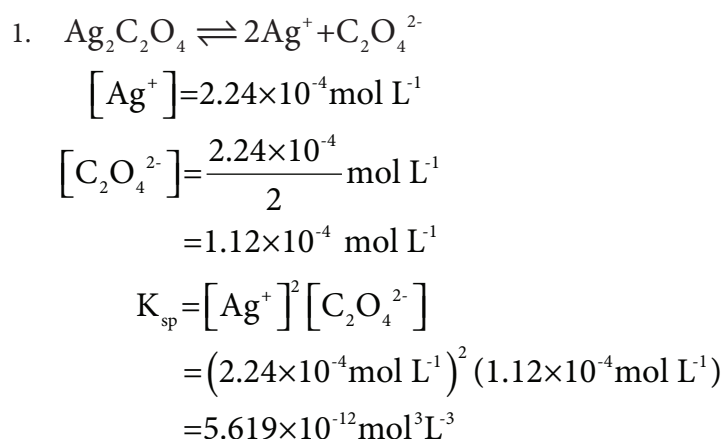 1. Ag₂C₂O₄ ⇌ 2Ag⁺+C₂O₄²⁻
[Ag⁺]=2.24×10⁻⁴mol L⁻¹
[C₂O₄²⁻]=2.24×10⁻⁴/2 mol L⁻¹
=1.12×10⁻⁴ mol L⁻¹
Kₛₚ=[Ag⁺]²[C₂O₄²⁻]
=(2.24×10⁻⁴mol L⁻¹)²(1.12×10⁻⁴mol L⁻¹)
=5.619×10⁻¹²mol³L⁻³